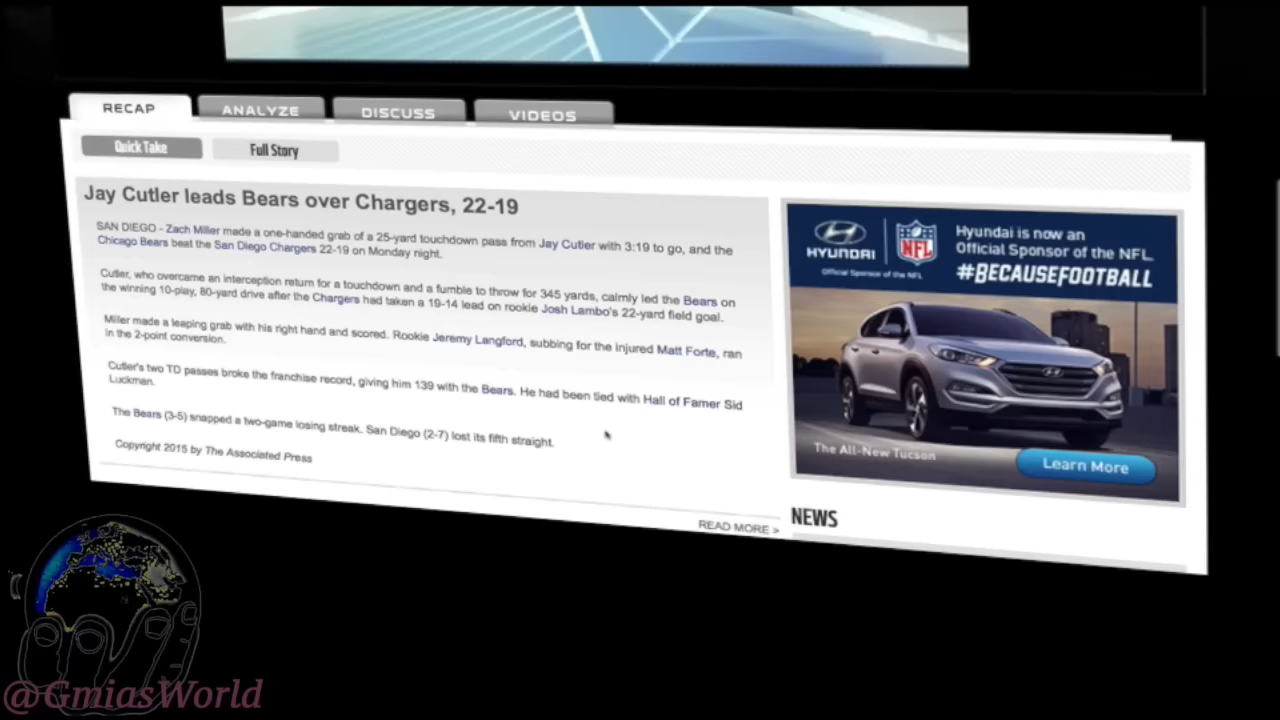 RECAP ANALYZE DISCUSS VIDEOS
Quick Take Full Story
Jay Cutler leads Bears over Chargers, 22-19
SAN DIEGO - Zach Miller made a one-handed grab of a 25-yard touchdown pass from Jay Cutler with 3:19 to go, and the
Chicago Bears beat the San Diego Chargers 22-19 on Monday night.
Cutler, who overcame an interception return for a touchdown and a fumble to throw for 345 yards, calmly led the Bears on
the winning 10-play, 80-yard drive after the Chargers had taken a 19-14 lead on rookie Josh Lambo's 22-yard field goal.
Miller made a leaping grab with his right hand and scored. Rookie Jeremy Langford, subbing for the injured Matt Forte, ran
in the 2-point conversion.
Cutler's two TD passes broke the franchise record, giving him 139 with the Bears. He had been tied with Hall of Famer Sid
Luckman.
The Bears (3-5) snapped a two-game losing streak. San Diego (2-7) lost its fifth straight.
Copyright 2015 by The Associated Press
READ MORE >
HYUNDAI
NFL
Official Sponsor of the NFL
Hyundai is now an
Official Sponsor of the NFL.
#BECAUSEFOOTBALL
The All-New Tucson
Learn More
NEWS
@GmiasWorld